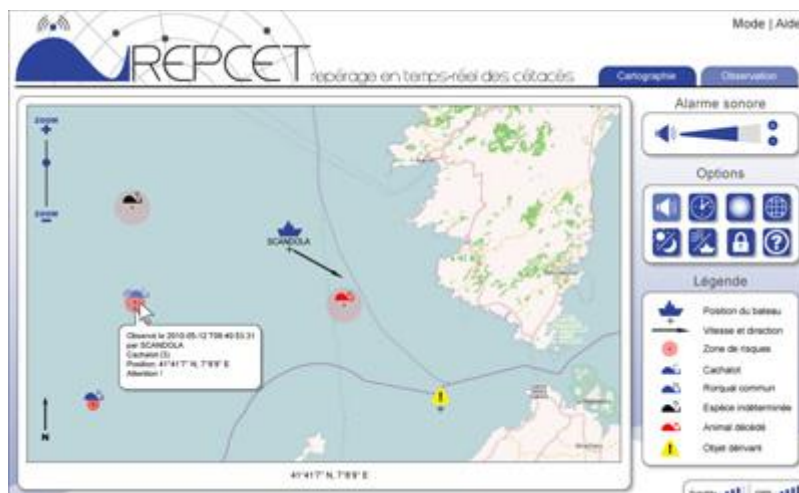 Mode | Aide
REPCET repérage en temps-réel des cétacés
Cartographie Observation
Alarme sonore
ZOOM
ZOOM
SCANDOLA
Options
Observé le 2010-05-12 T08:40:53.31
par SCANDOLA
Cachalot (3)
Position: 41°41'7" N, 7°8'9" E
Attention !
N
41°41'7" N, 7°8'9" E
Légende
Position du bateau
Vitesse et direction
Zone de risques
Cachalot
Rorqual commun
Espèce indéterminée
Animal décédé
Objet dérivant